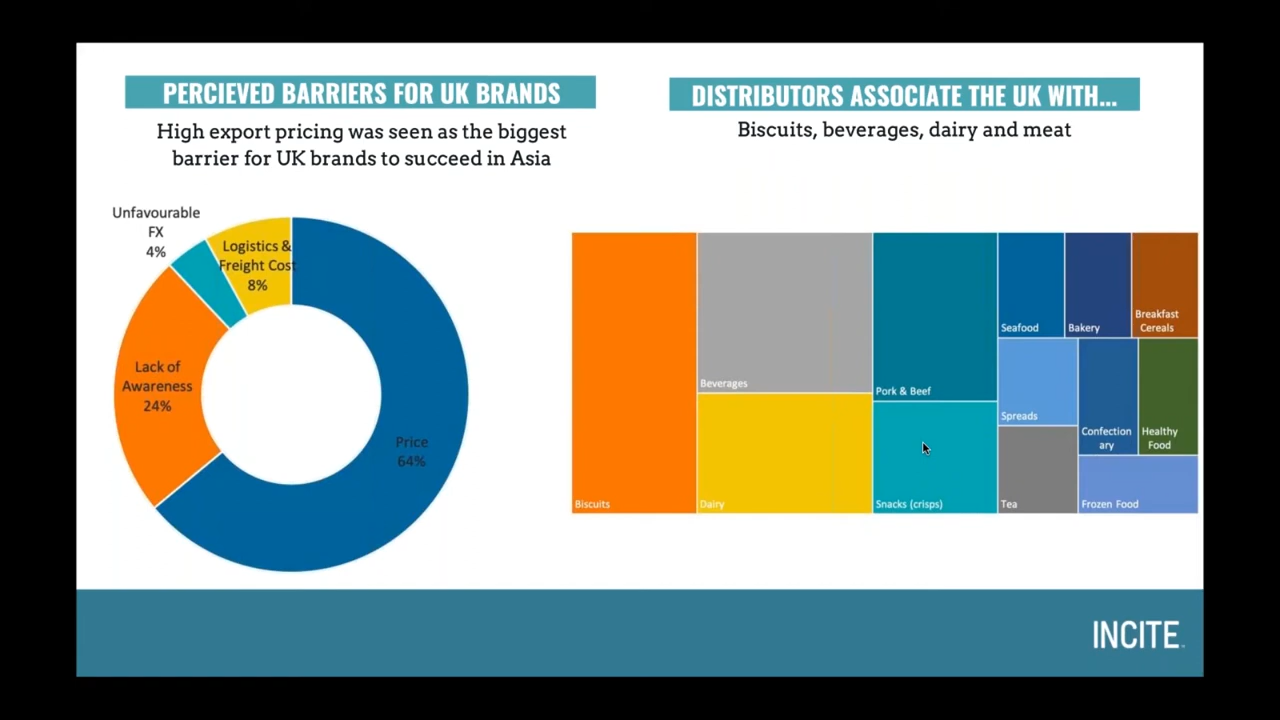 PERCIEVED BARRIERS FOR UK BRANDS
High export pricing was seen as the biggest
barrier for UK brands to succeed in Asia
Unfavourable
FX
4%
Logistics &
Freight Cost
8%
Lack of
Awareness
24%
Price
64%
DISTRIBUTORS ASSOCIATE THE UK WITH...
Biscuits, beverages, dairy and meat
Biscuits
Beverages
Dairy
Pork & Beef
Snacks (crisps)
Seafood
Bakery
Breakfast
Cereals
Spreads
Confection
ary
Healthy
Food
Tea
Frozen Food
INCITE